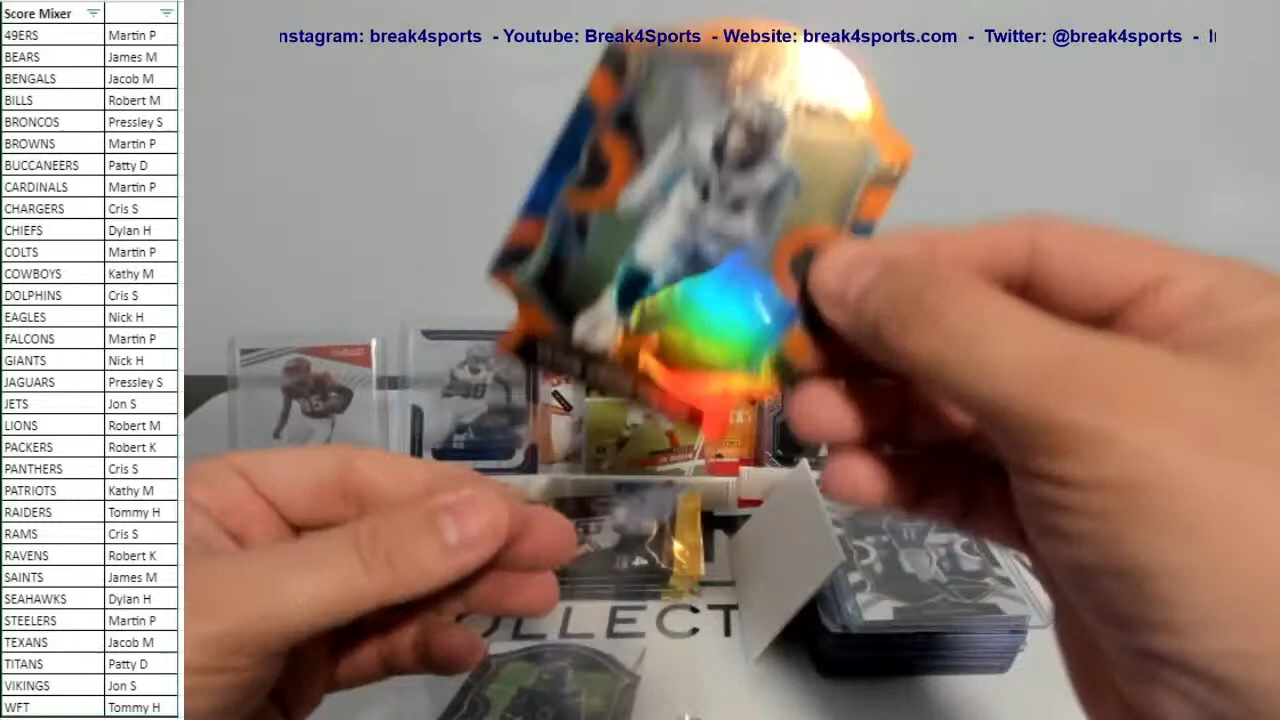 Score Mixer
49ERS Martin P
BEARS James M
BENGALS Jacob M
BILLS Robert M
BRONCOS Pressley S
BROWNS Martin P
BUCCANEERS Patty D
CARDINALS Martin P
CHARGERS Cris S
CHIEFS Dylan H
COLTS Martin P
COWBOYS Kathy M
DOLPHINS Cris S
EAGLES Nick H
FALCONS Martin P
GIANTS Nick H
JAGUARS Pressley S
JETS Jon S
LIONS Robert M
PACKERS Robert K
PANTHERS Cris S
PATRIOTS Kathy M
RAIDERS Tommy H
RAMS Cris S
RAVENS Robert K
SAINTS James M
SEAHAWKS Dylan H
STEELERS Martin P
TEXANS Jacob M
TITANS Patty D
VIKINGS Jon S
WFT Tommy H
nstagram: break4sports - Youtube: Break4Sports - Website: break4sports.com - Twitter: @break4sports - I
OLLECT